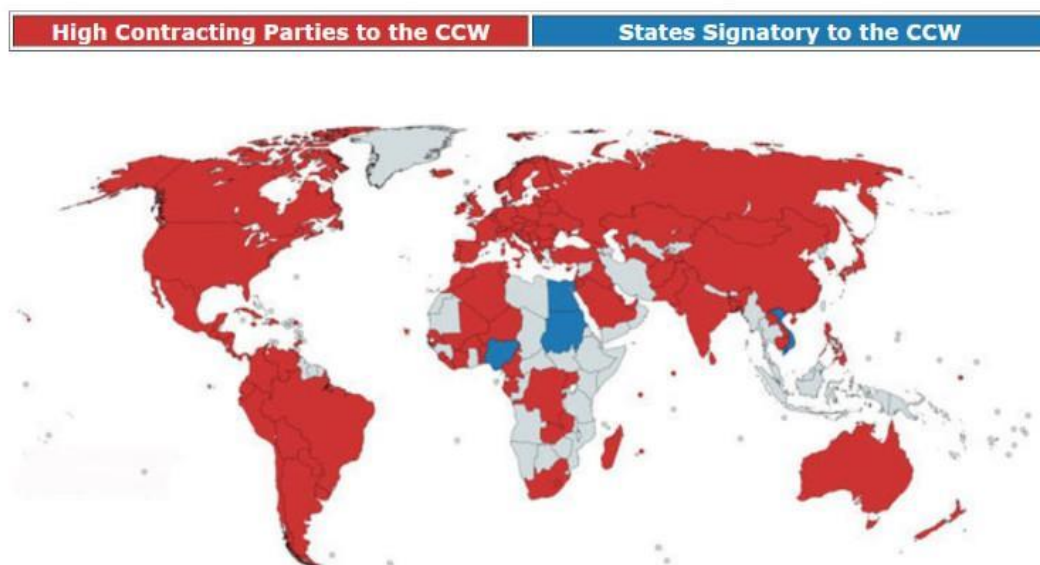 High Contracting Parties to the CCW
States Signatory to the CCW